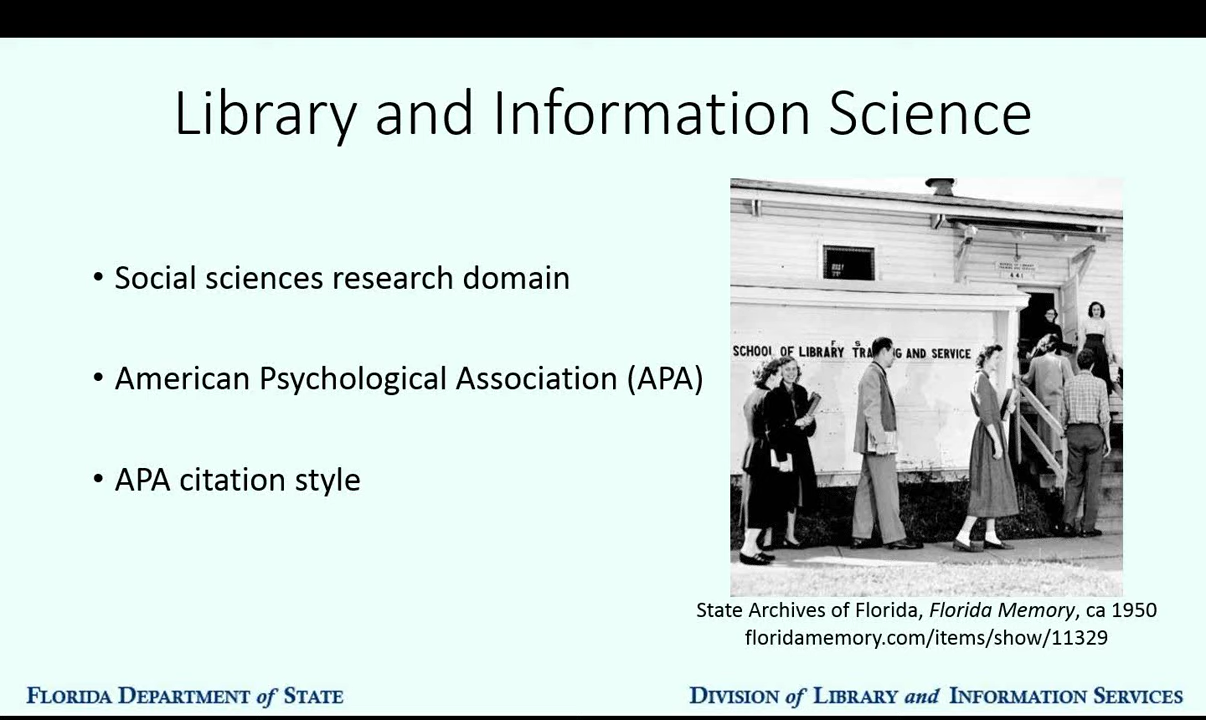 Library and Information Science
• Social sciences research domain
• American Psychological Association (APA)
• APA citation style
SCHOOL OF LIBRARY AND SERVICE
State Archives of Florida, Florida Memory, ca 1950
floridamemory.com/items/show/11329
FLORIDA DEPARTMENT of STATE
DIVISION of LIBRARY and INFORMATION SERVICES